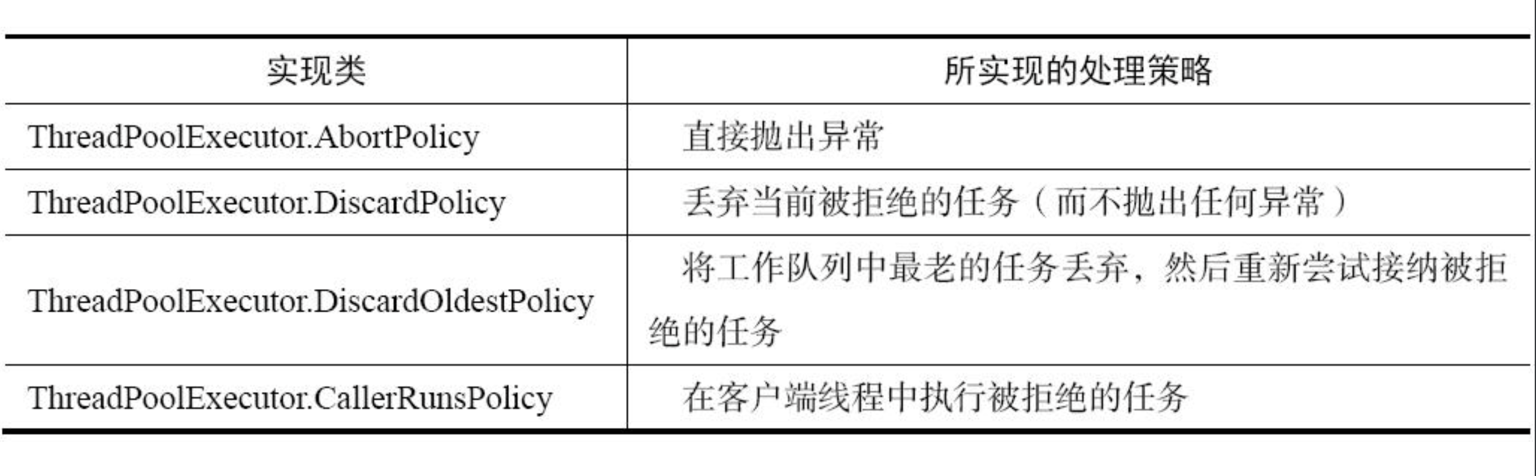 实现类 所实现的处理策略
ThreadPoolExecutor.AbortPolicy 直接抛出异常
ThreadPoolExecutor.DiscardPolicy 丢弃当前被拒绝的任务（而不抛出任何异常）
ThreadPoolExecutor.DiscardOldestPolicy 将工作队列中最老的任务丢弃，然后重新尝试接纳被拒
绝的任务
ThreadPoolExecutor.CallerRunsPolicy 在客户端线程中执行被拒绝的任务